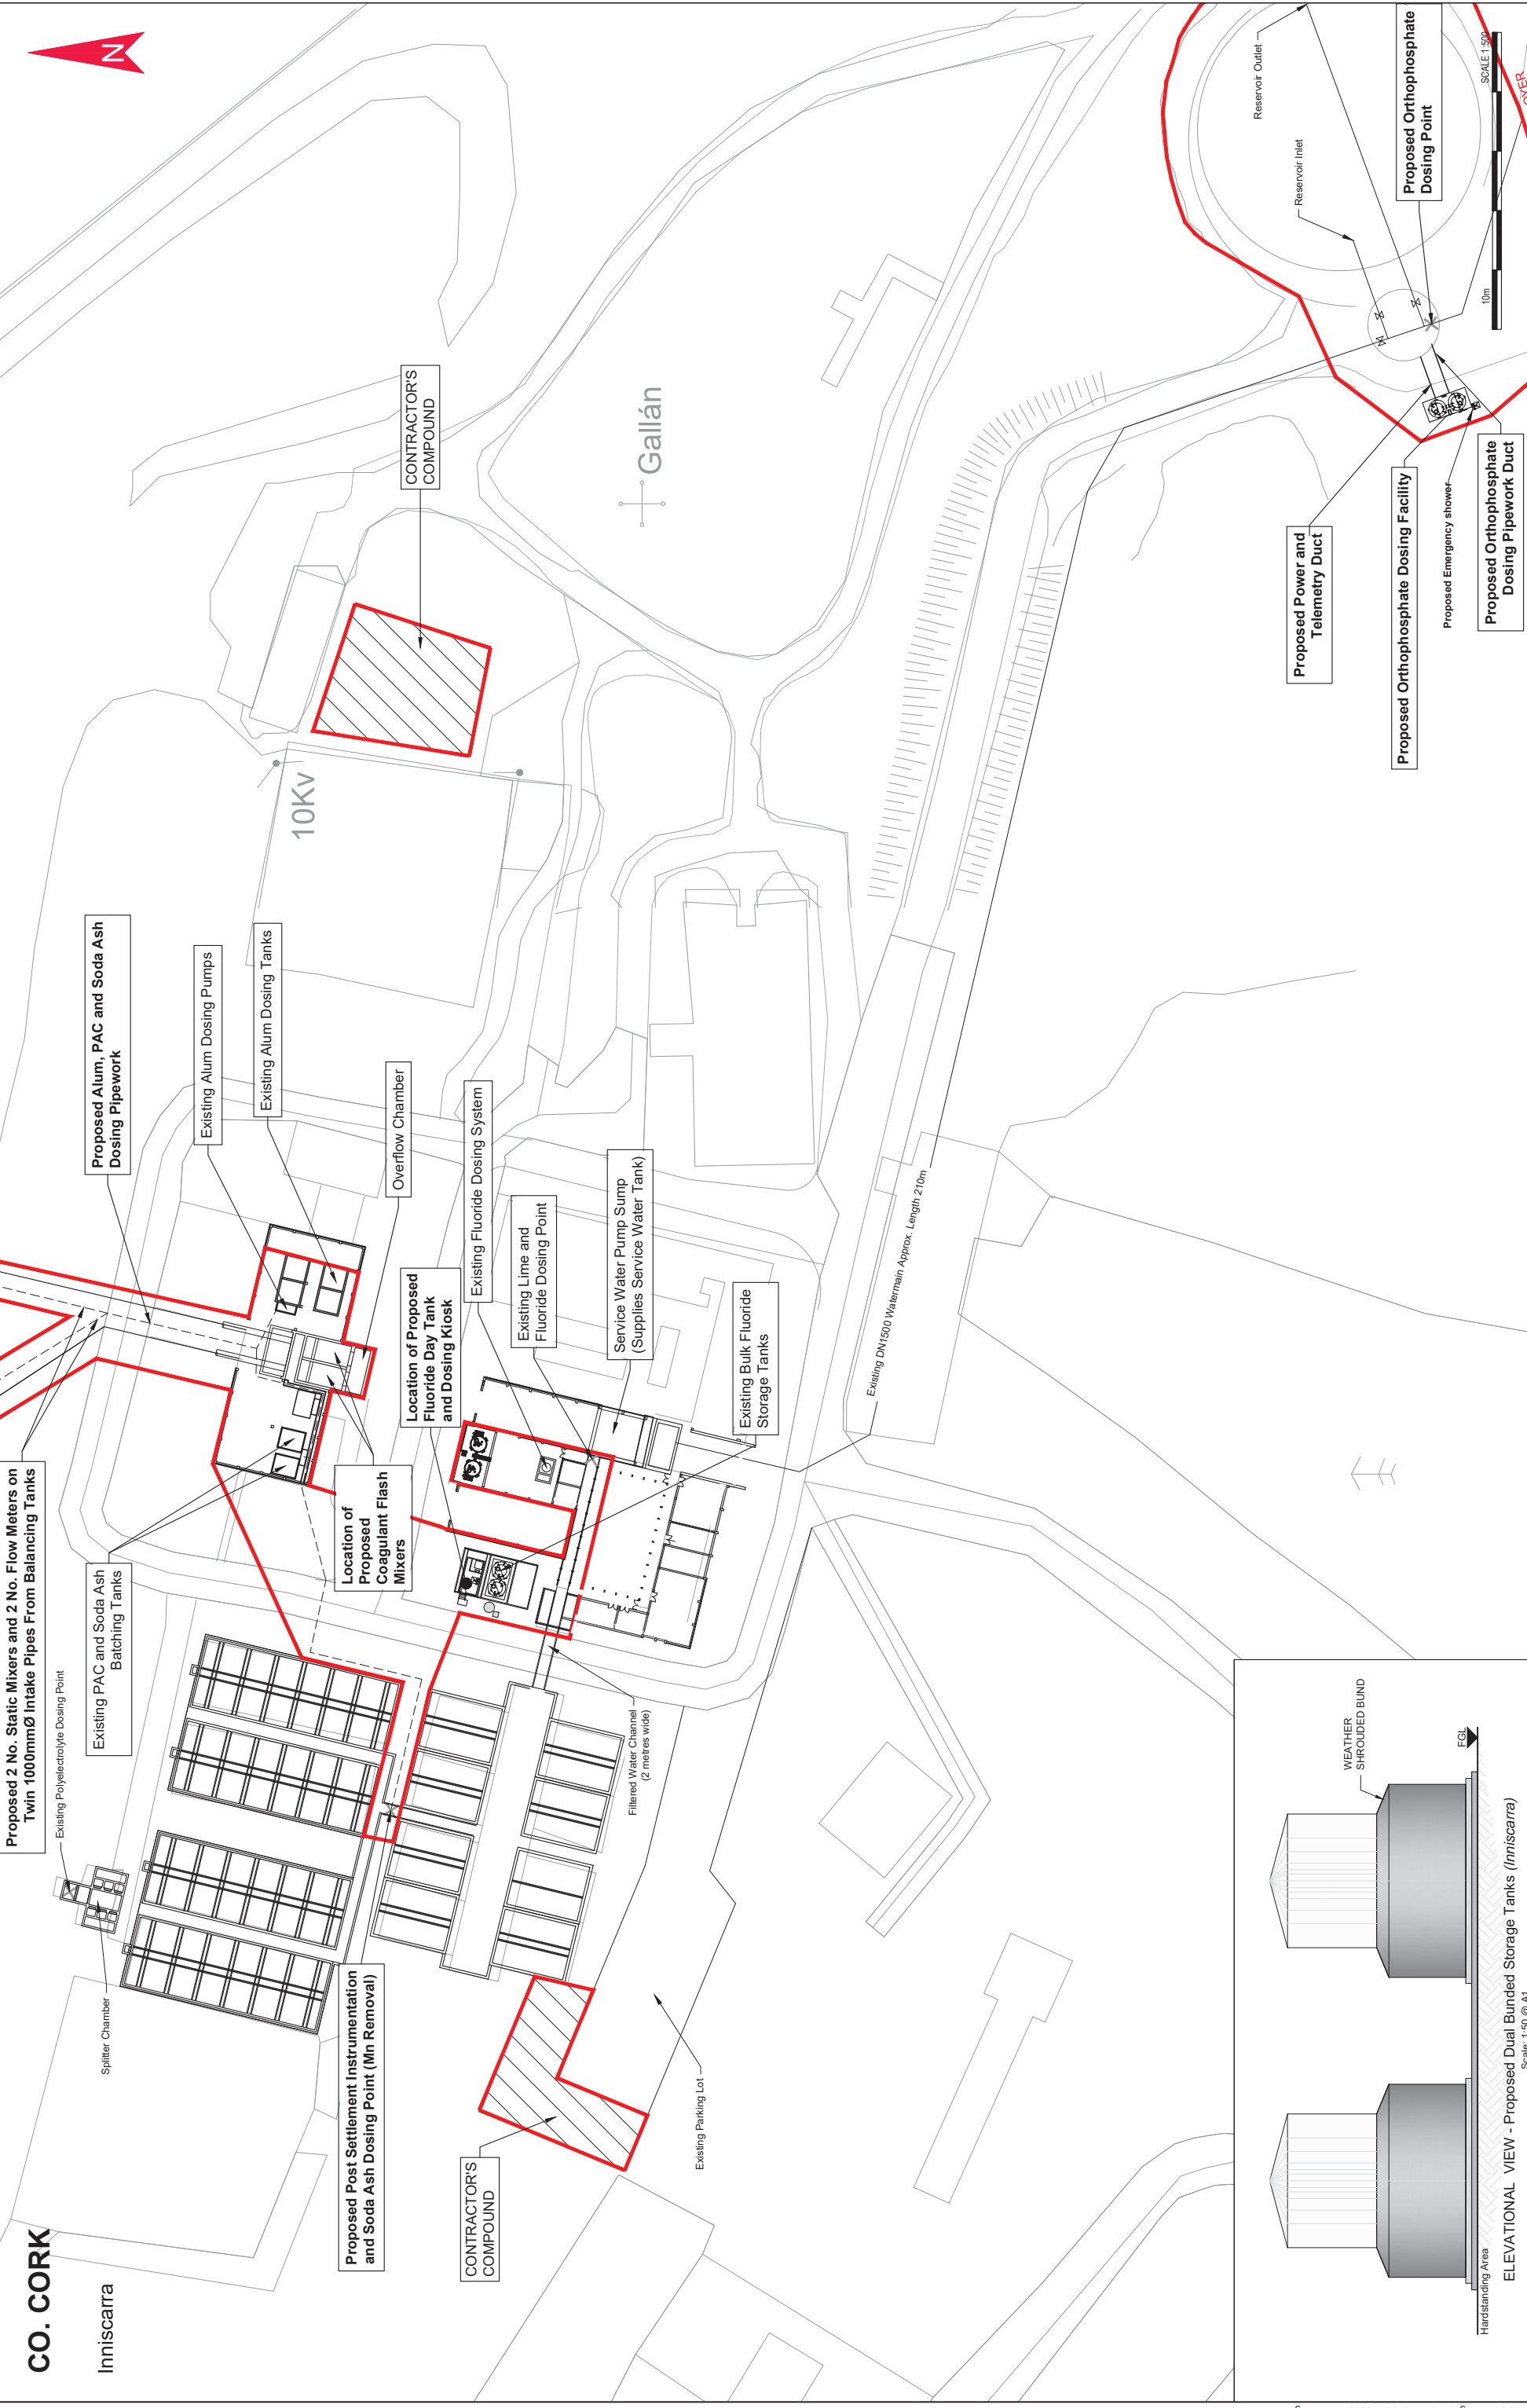 CO. CORK
Inniscarra
N
Proposed 2 No. Static Mixers and 2 No. Flow Meters on
Twin 1000mmØ Intake Pipes From Balancing Tanks
Existing Polyelectrolyte Dosing Point
Splitter Chamber
Existing PAC and Soda Ash
Batching Tanks
Proposed Alum, PAC and Soda Ash
Dosing Pipework
Existing Alum Dosing Pumps
Existing Alum Dosing Tanks
Overflow Chamber
10Kv
CONTRACTOR'S
COMPOUND
Gallán
Location of
Proposed
Coagulant Flash
Mixers
Location of Proposed
Fluoride Day Tank
and Dosing Kiosk
Existing Fluoride Dosing System
Existing Lime and
Fluoride Dosing Point
Service Water Pump Sump
(Supplies Service Water Tank)
Existing Bulk Fluoride
Storage Tanks
Proposed Post Settlement Instrumentation
and Soda Ash Dosing Point (Mn Removal)
CONTRACTOR'S
COMPOUND
Filtered Water Channel
(2 metres wide)
Existing Parking Lot
Existing DN1500 Watermain Approx. Length 210m
Reservoir Outlet
Reservoir Inlet
Proposed Orthophosphate
Dosing Point
Proposed Power and
Telemetry Duct
Proposed Orthophosphate Dosing Facility
Proposed Emergency shower
Proposed Orthophosphate
Dosing Pipework Duct
10m
SCALE 1:500
WEATHER
SHROUDED BUND
FGL
Hardstanding Area
ELEVATIONAL VIEW - Proposed Dual Bunded Storage Tanks (Inniscarra)
Scale: 1:50 @ A1